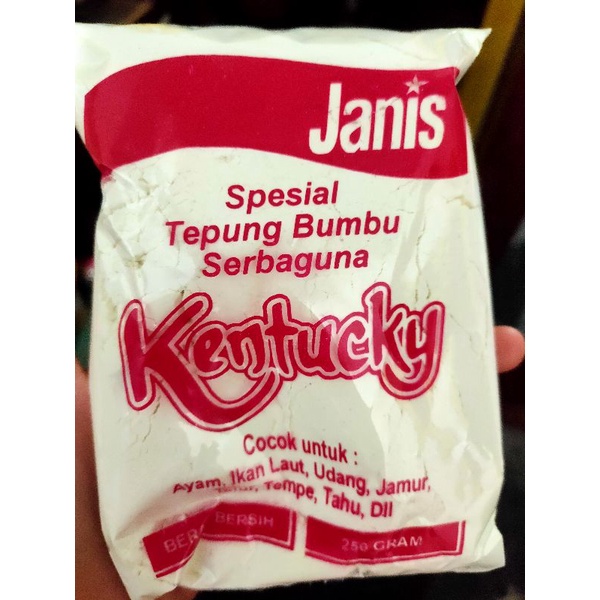 Janis
Spesial
Tepung Bumbu
Serbaguna
Kentucky
Cocok untuk :
Ayam, Ikan Laut, Udang, Jamur,
Tempe, Tahu, Dll
BERSIH
250 GRAM